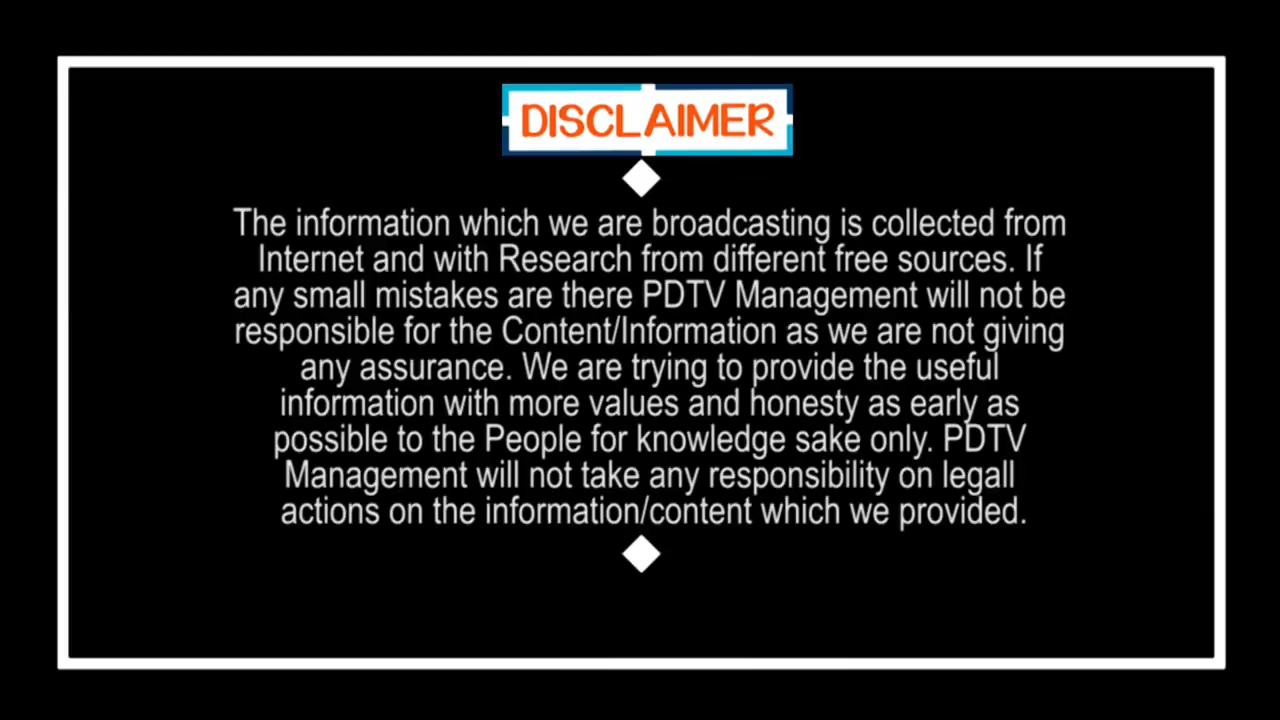 DISCLAIMER
The information which we are broadcasting is collected from
Internet and with Research from different free sources. If
any small mistakes are there PDTV Management will not be
responsible for the Content/Information as we are not giving
any assurance. We are trying to provide the useful
information with more values and honesty as early as
possible to the People for knowledge sake only. PDTV
Management will not take any responsibility on legall
actions on the information/content which we provided.